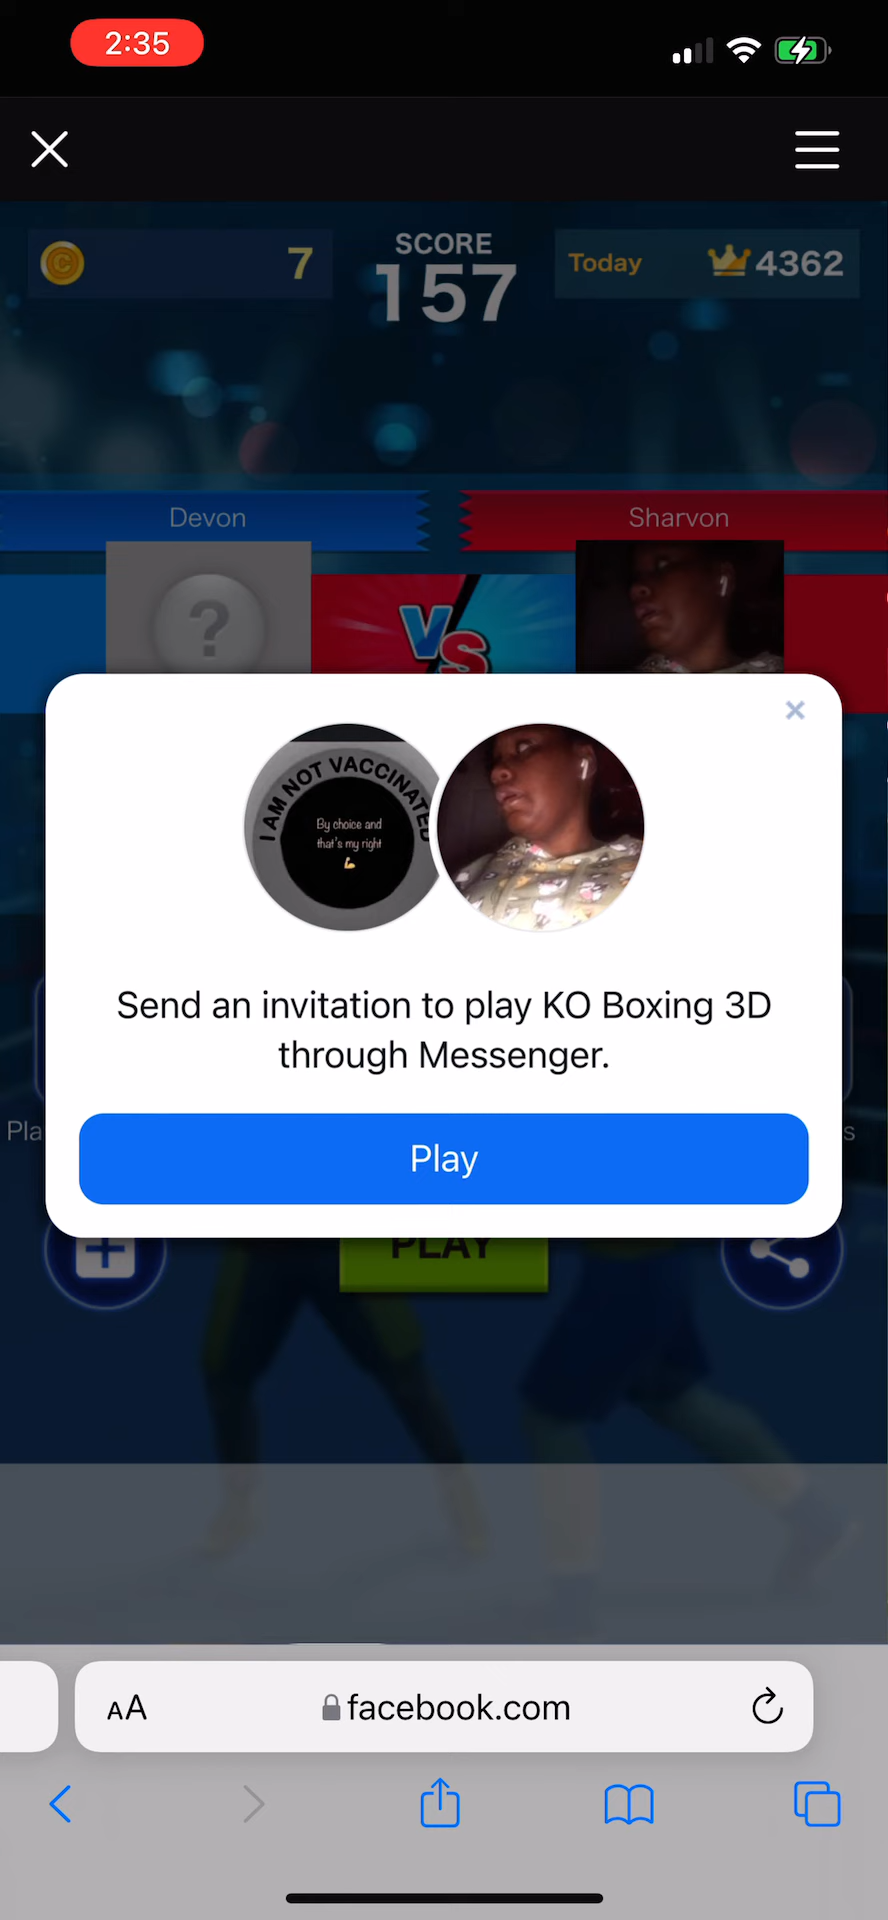 2:35
7
SCORE
157
Today
4362
Devon
Sharvon
?
VS
I AM NOT VACCINATED
By choice and
that's my right
Send an invitation to play KO Boxing 3D
through Messenger.
Pla
s
Play
PLAY
AA
facebook.com